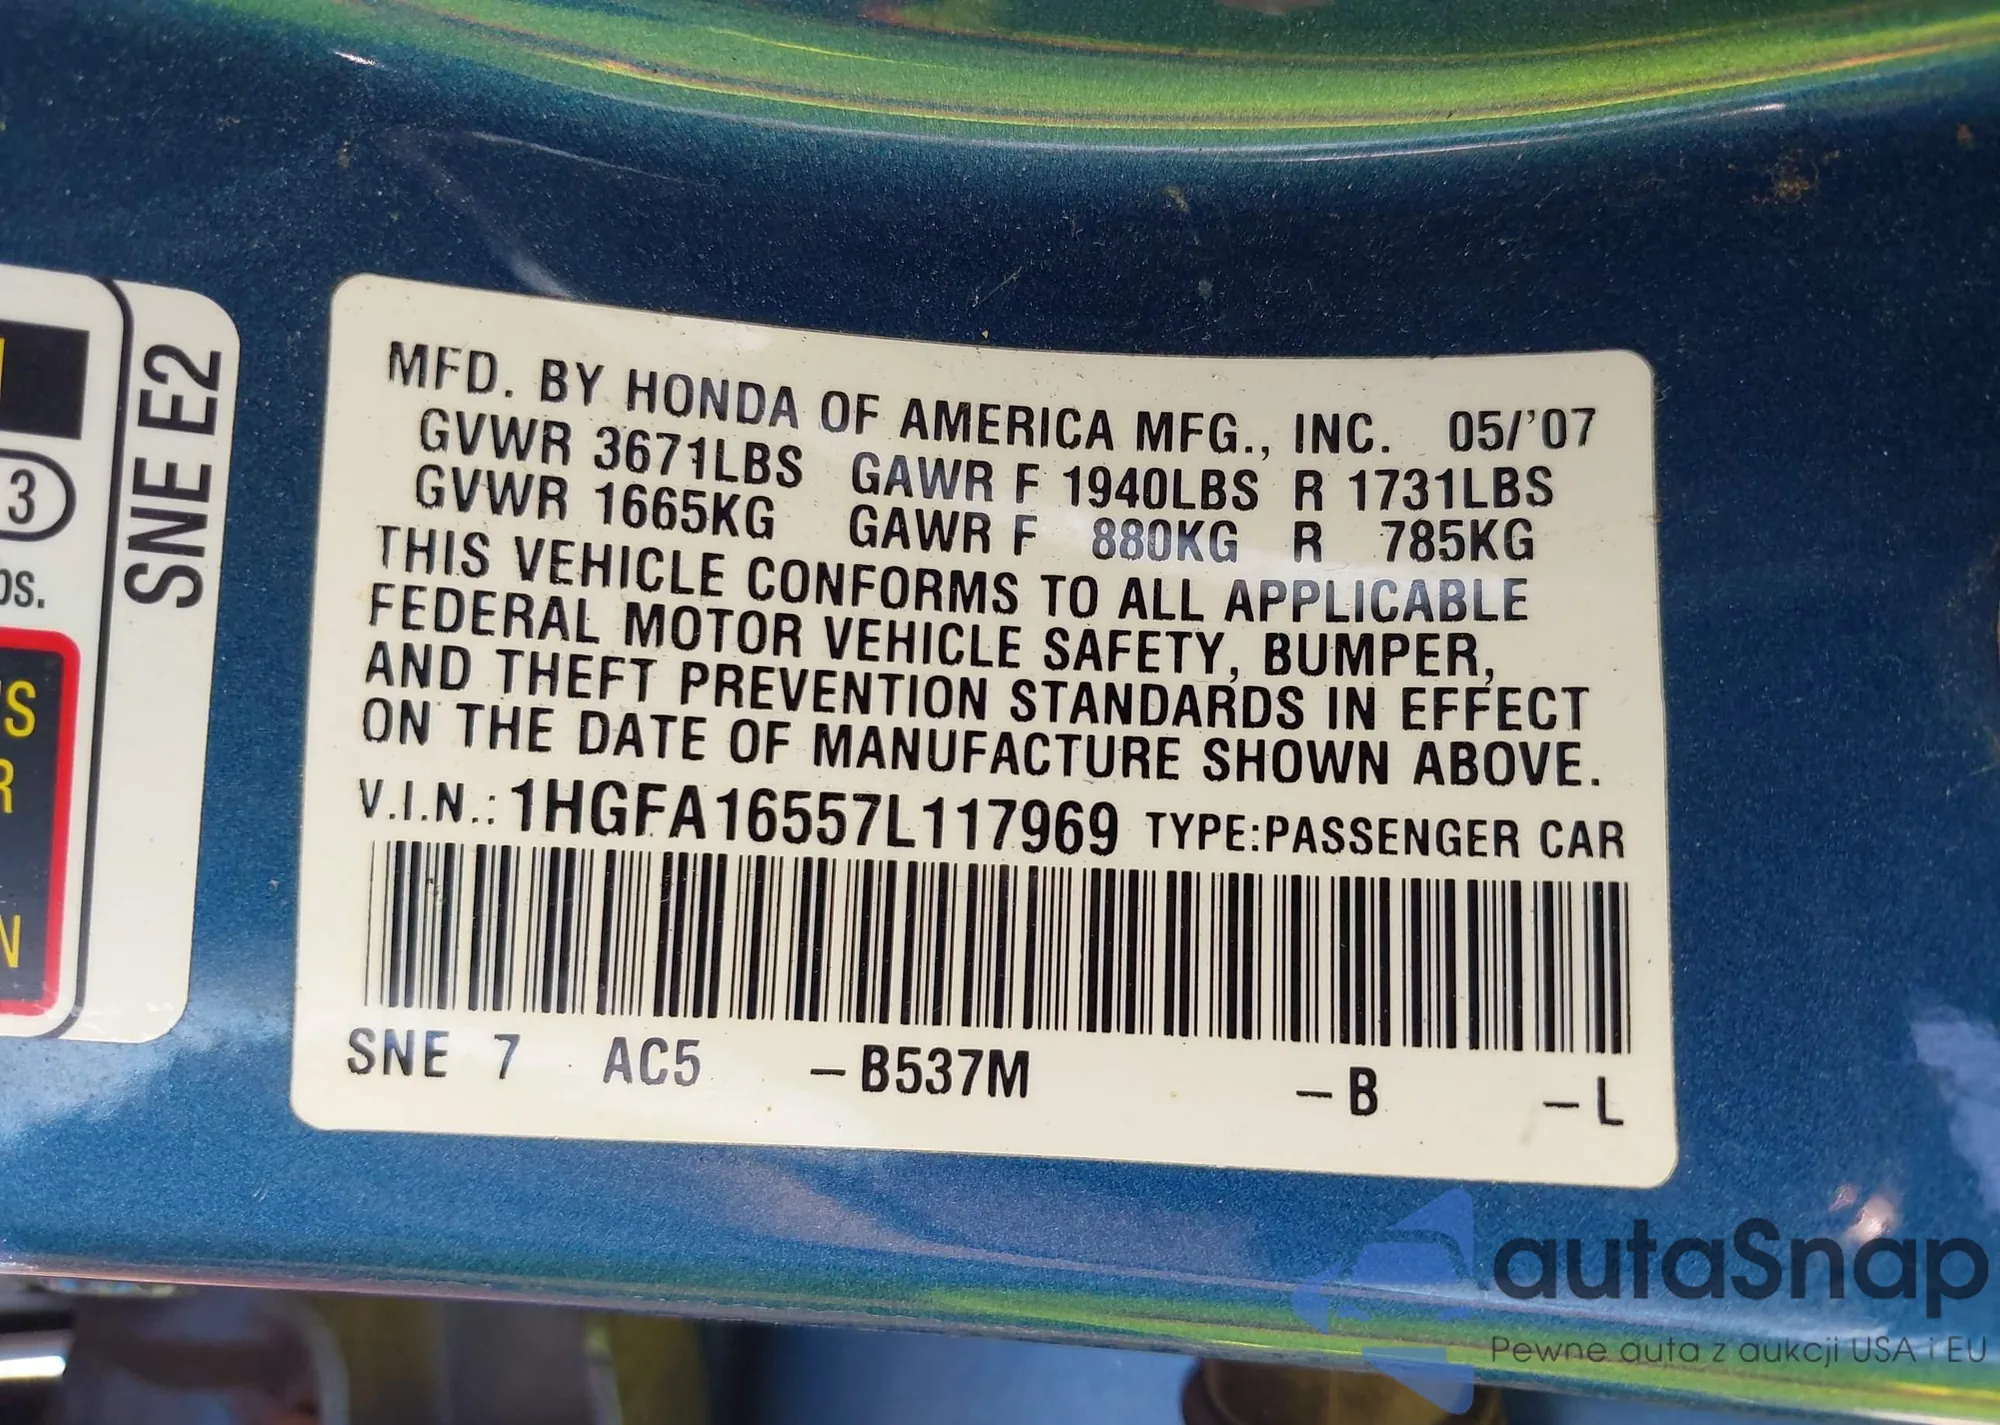 SNE E2
3
bs.
'S
R
N
MFD. BY HONDA OF AMERICA MFG., INC. 05/'07
GVWR 3671LBS GAWR F 1940LBS R 1731LBS
GVWR 1665KG GAWR F 880KG R 785KG
THIS VEHICLE CONFORMS TO ALL APPLICABLE
FEDERAL MOTOR VEHICLE SAFETY, BUMPER,
AND THEFT PREVENTION STANDARDS IN EFFECT
ON THE DATE OF MANUFACTURE SHOWN ABOVE.
V.I.N.: 1HGFA16557L117969 TYPE:PASSENGER CAR
SNE 7 AC5 –B537M –B –L
autaSnap
Pewne auta z aukcji USA i EU